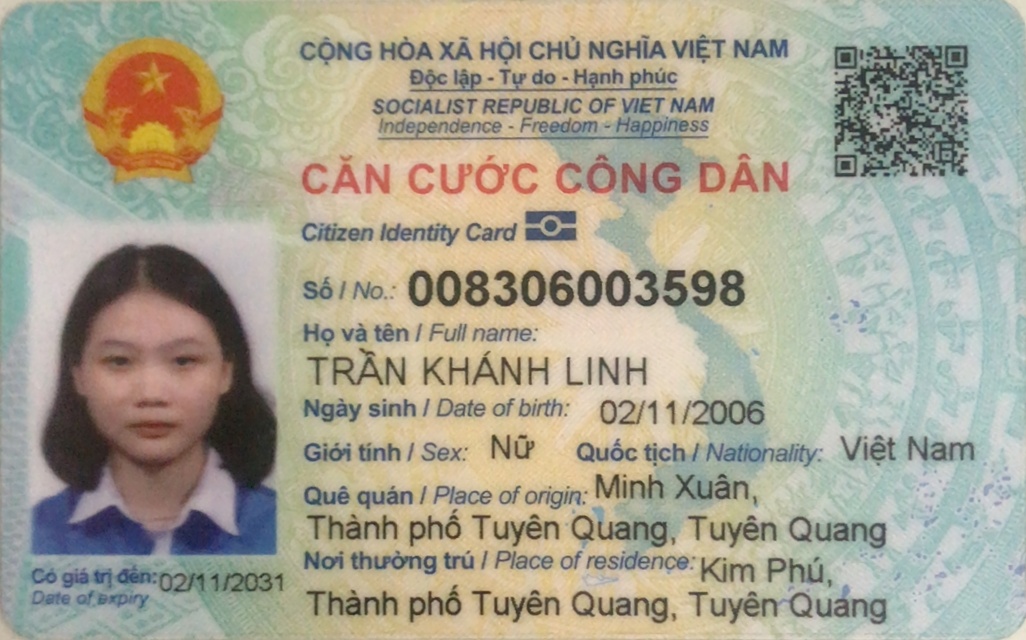 CỘNG HÒA XÃ HỘI CHỦ NGHĨA VIỆT NAM
Độc lập - Tự do - Hạnh phúc
SOCIALIST REPUBLIC OF VIET NAM
Independence - Freedom - Happiness
CĂN CƯỚC CÔNG DÂN
Citizen Identity Card
Số / No.: 008306003598
Họ và tên / Full name:
TRẦN KHÁNH LINH
Ngày sinh / Date of birth: 02/11/2006
Giới tính / Sex: Nữ Quốc tịch / Nationality: Việt Nam
Quê quán / Place of origin: Minh Xuân,
Thành phố Tuyên Quang, Tuyên Quang
Nơi thường trú / Place of residence: Kim Phú,
Thành phố Tuyên Quang, Tuyên Quang
Có giá trị đến: 02/11/2031
Date of expiry